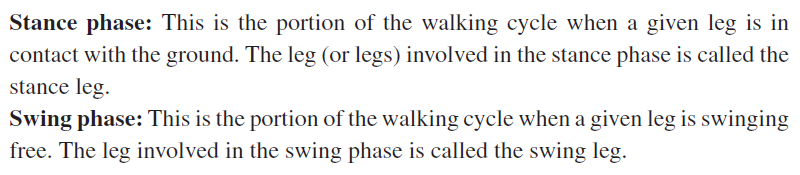 Stance phase: This is the portion of the walking cycle when a given leg is in
contact with the ground. The leg (or legs) involved in the stance phase is called the
stance leg.
Swing phase: This is the portion of the walking cycle when a given leg is swinging
free. The leg involved in the swing phase is called the swing leg.